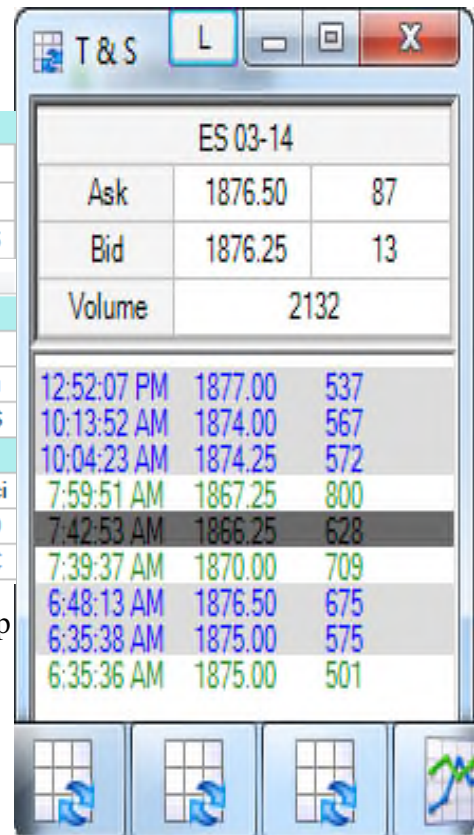 T & S L
ES 03-14
Ask 1876.50 87
Bid 1876.25 13
Volume 2132
12:52:07 PM 1877.00 537
10:13:52 AM 1874.00 567
10:04:23 AM 1874.25 572
7:59:51 AM 1867.25 800
7:42:53 AM 1866.25 628
7:39:37 AM 1870.00 709
6:48:13 AM 1876.50 675
6:35:38 AM 1875.00 575
6:35:36 AM 1875.00 501